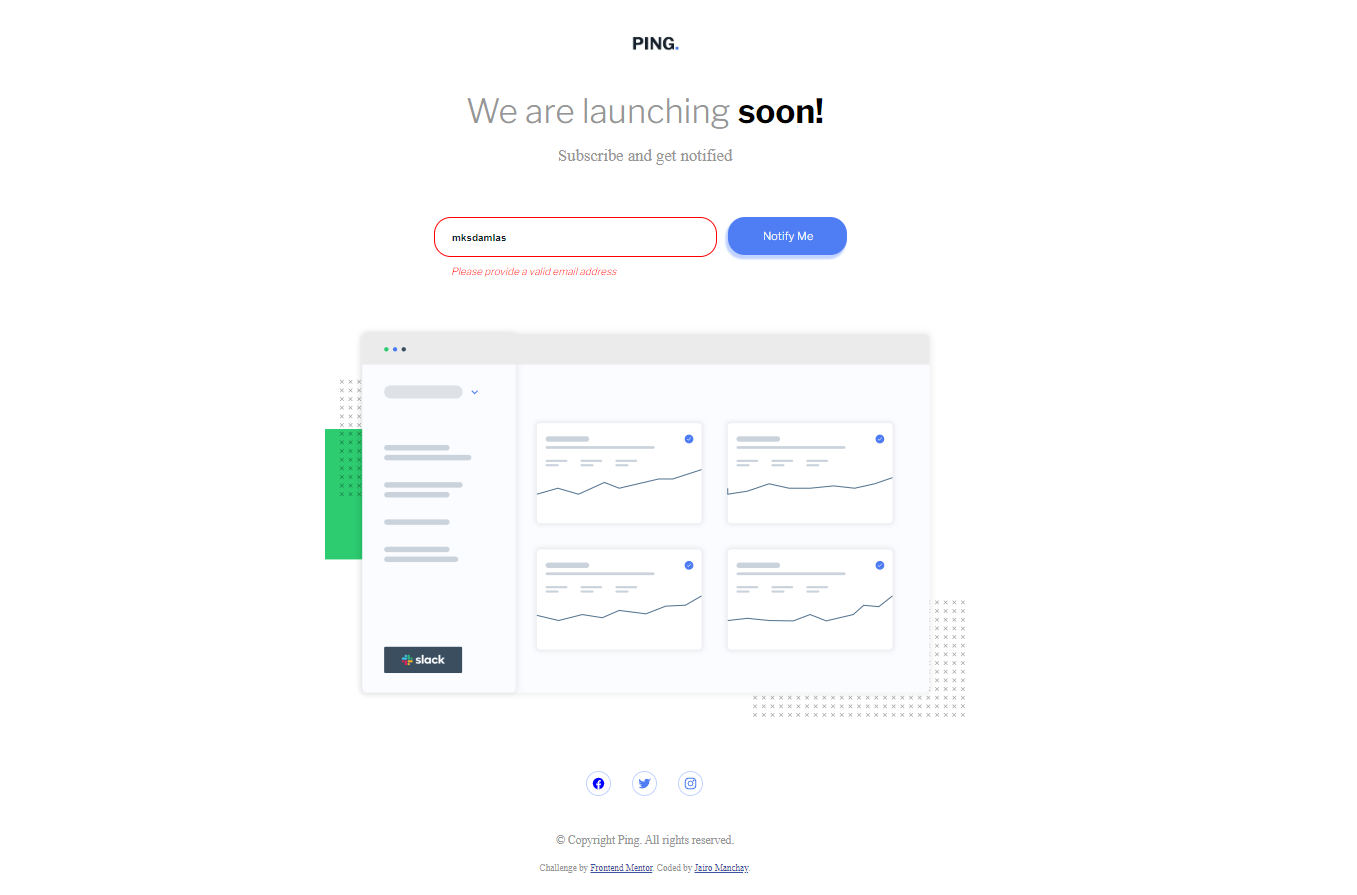 PING.
We are launching soon!
Subscribe and get notified
mksdamlas
Notify Me
Please provide a valid email address
slack
© Copyright Ping. All rights reserved.
Challenge by Frontend Mentor. Coded by Jairo Manchay.